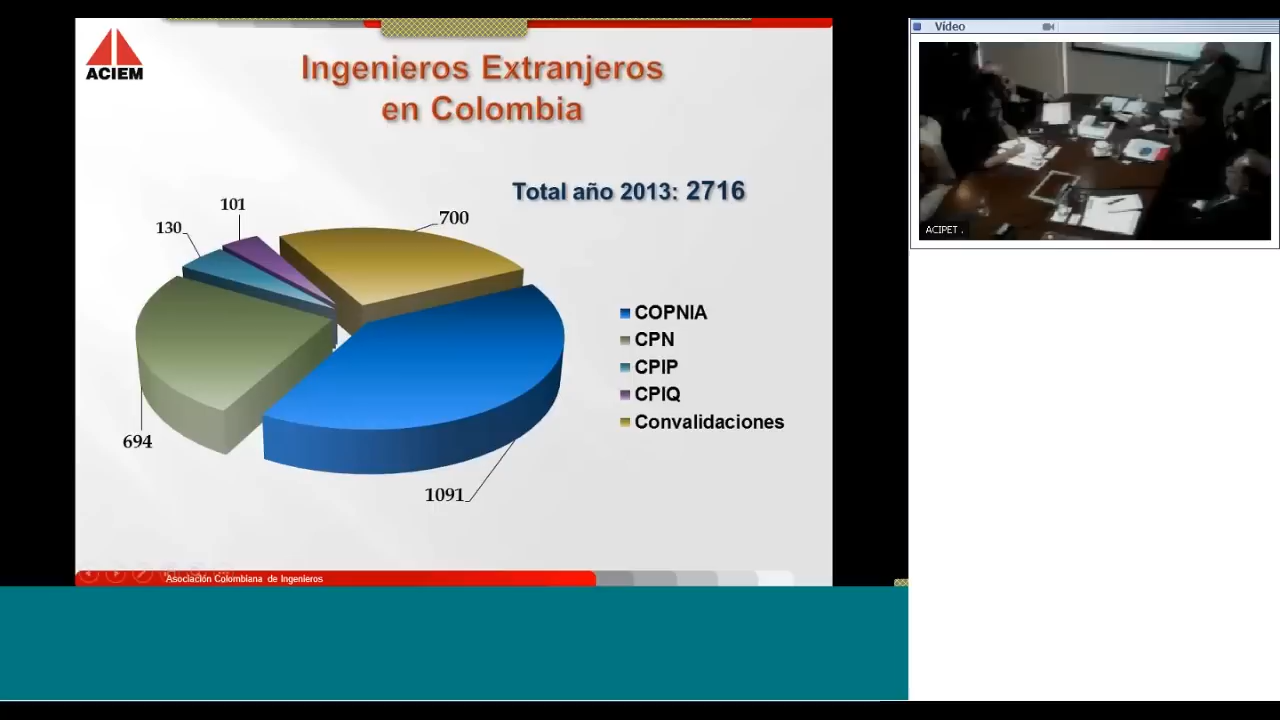 ACIEM
Ingenieros Extranjeros
en Colombia
Total año 2013: 2716
101
130
700
694
1091
COPNIA
CPN
CPIP
CPIQ
Convalidaciones
Asociación Colombiana de Ingenieros
Vídeo
ACIPET .